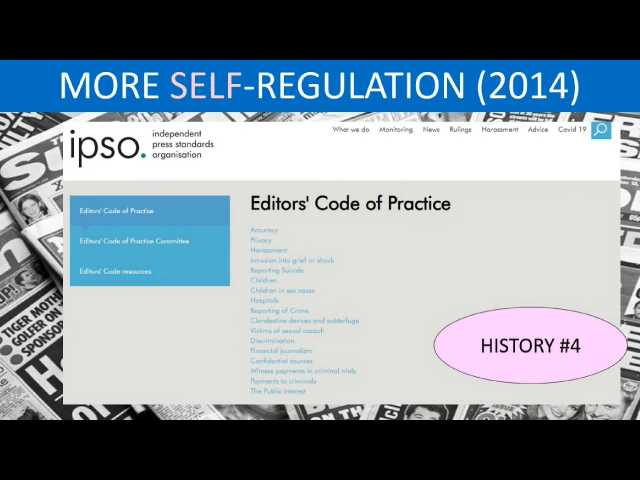 MORE SELF-REGULATION (2014)
ipso. independent
press standards
organisation
What we do Monitoring News Rulings Harassment Advice Covid 19
Editors' Code of Practice
Editors' Code of Practice Committee
Editors' Code resources
Editors' Code of Practice
Accuracy
Privacy
Harassment
Intrusion into grief or shock
Reporting Suicide
Children
Children in sex cases
Hospitals
Reporting of Crime
Clandestine devices and subterfuge
Victims of sexual assault
Discrimination
Financial journalism
Confidential sources
Witness payments in criminal trials
Payments to criminals
The Public Interest
HISTORY #4
TIGER MOTH
GOLFER ON
SPONSOR